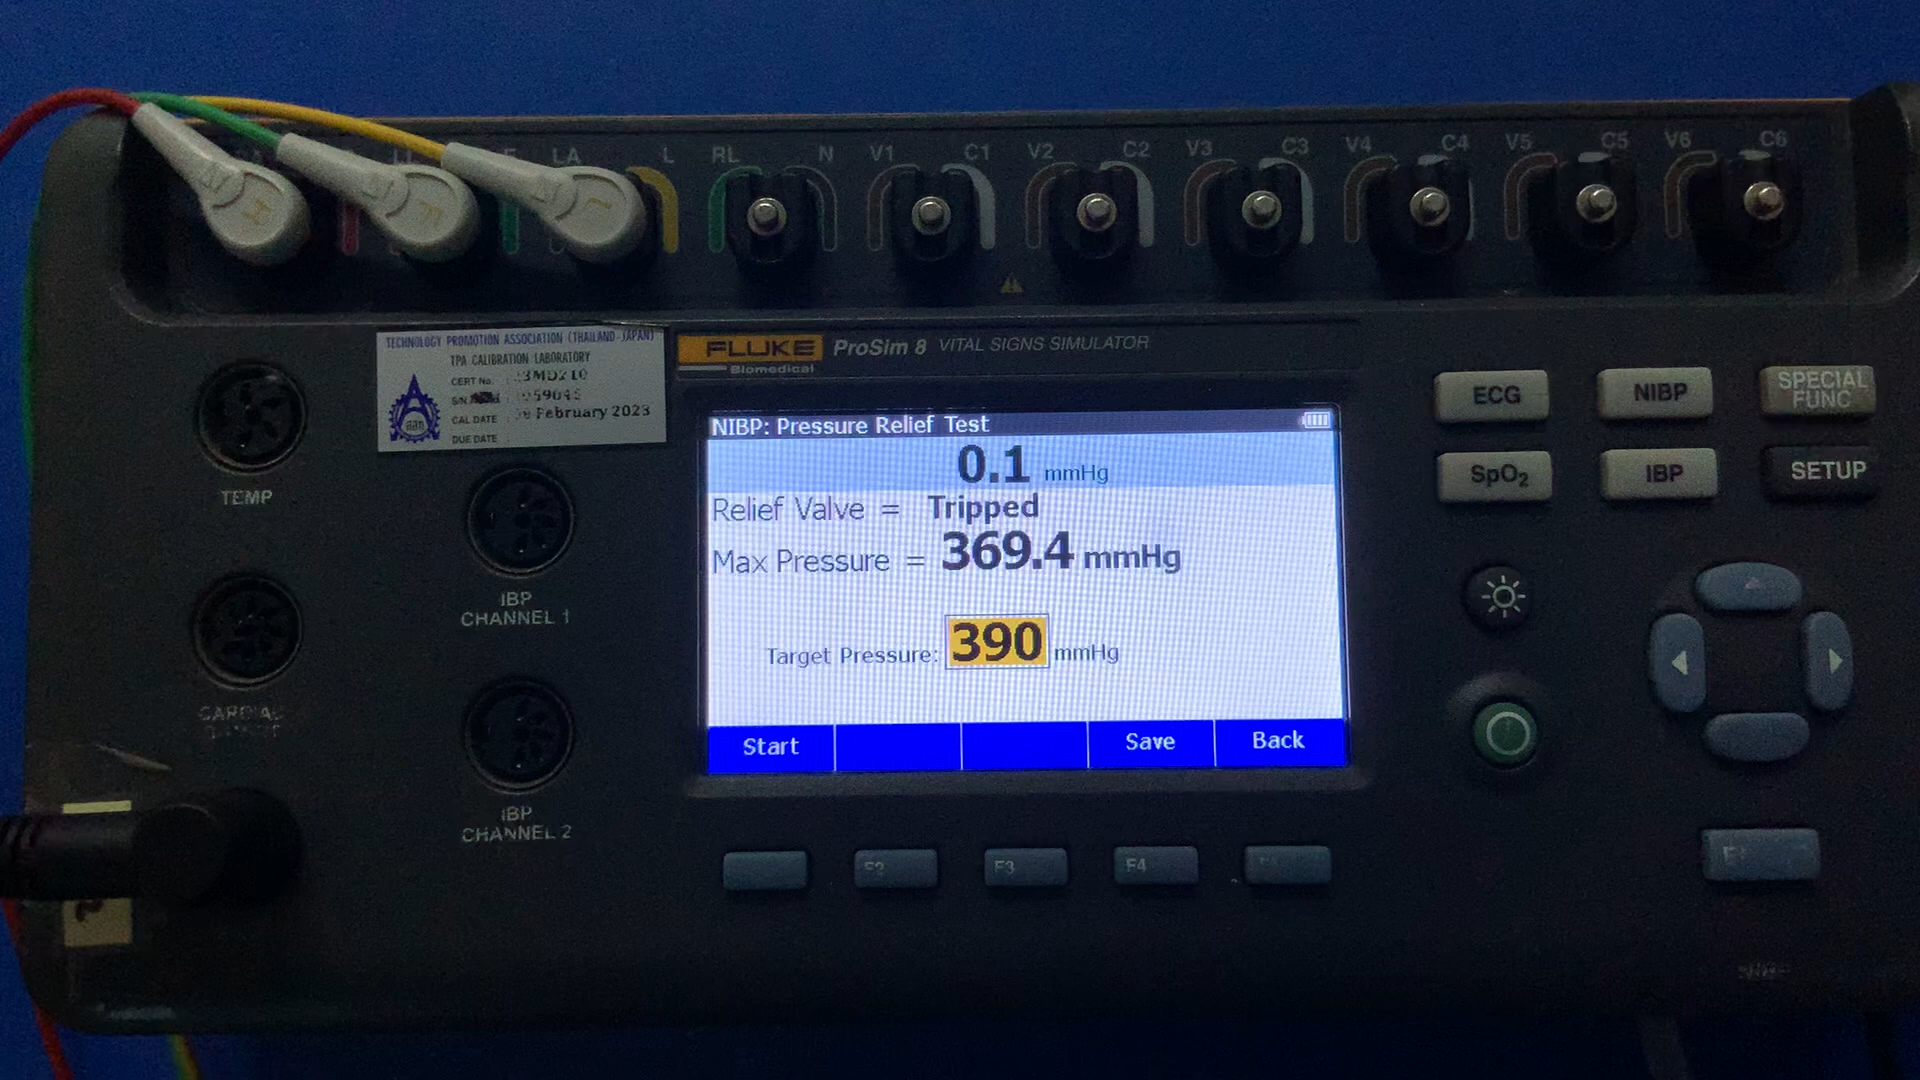 LA L RL N V1 C1 V2 C2 V3 C3 V4 C4 V5 C5 V6 C6
TECHNOLOGY PROMOTION ASSOCIATION (THAILAND-JAPAN)
TPA CALIBRATION LABORATORY
CERT No.
S/N
CAL DATE February 2023
DUE DATE
FLUKE
Biomedical
ProSim 8 VITAL SIGNS SIMULATOR
TEMP
IBP
CHANNEL 1
IBP
CHANNEL 2
NIBP: Pressure Relief Test
0.1 mmHg
Relief Valve = Tripped
Max Pressure = 369.4 mmHg
Target Pressure: 390 mmHg
Start Save Back
F2 F3 F4
ECG NIBP SPECIAL FUNC
SpO2 IBP SETUP